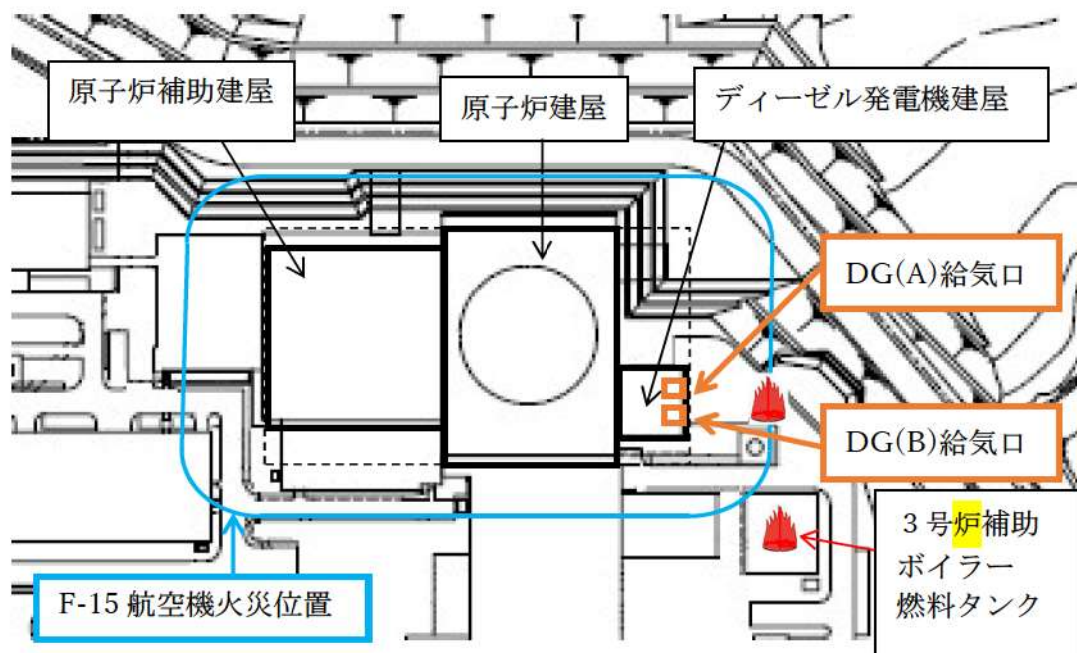 原子炉補助建屋
原子炉建屋
ディーゼル発電機建屋
DG(A)給気口
DG(B)給気口
3号炉補助
ボイラー
燃料タンク
F-15 航空機火災位置